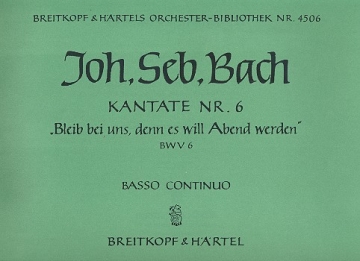 BREITKOPF & HÄRTELS ORCHESTER-BIBLIOTHEK NR. 4506
Joh. Seb. Bach
KANTATE NR. 6
„Bleib bei uns, denn es will Abend werden"
BWV 6
BASSO CONTINUO
BREITKOPF & HÄRTEL